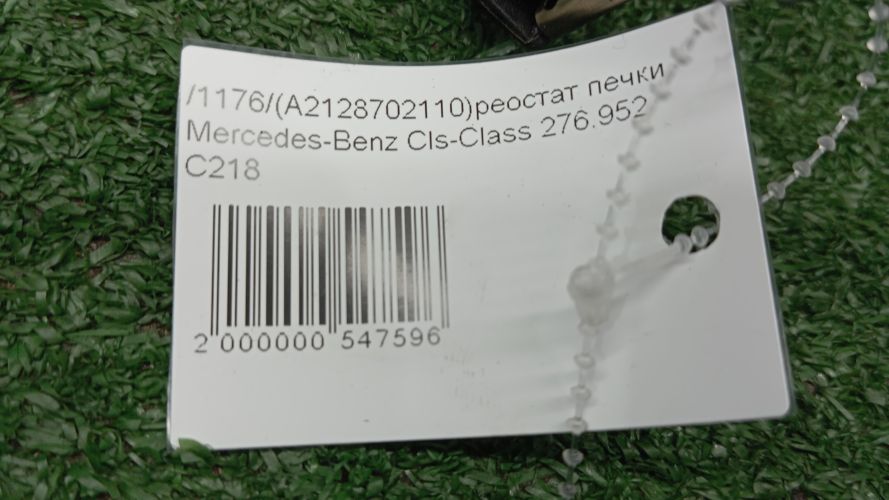 /1176/(A2128702110)реостат печки
Mercedes-Benz Cls-Class 276.952
C218
2 000000 547596